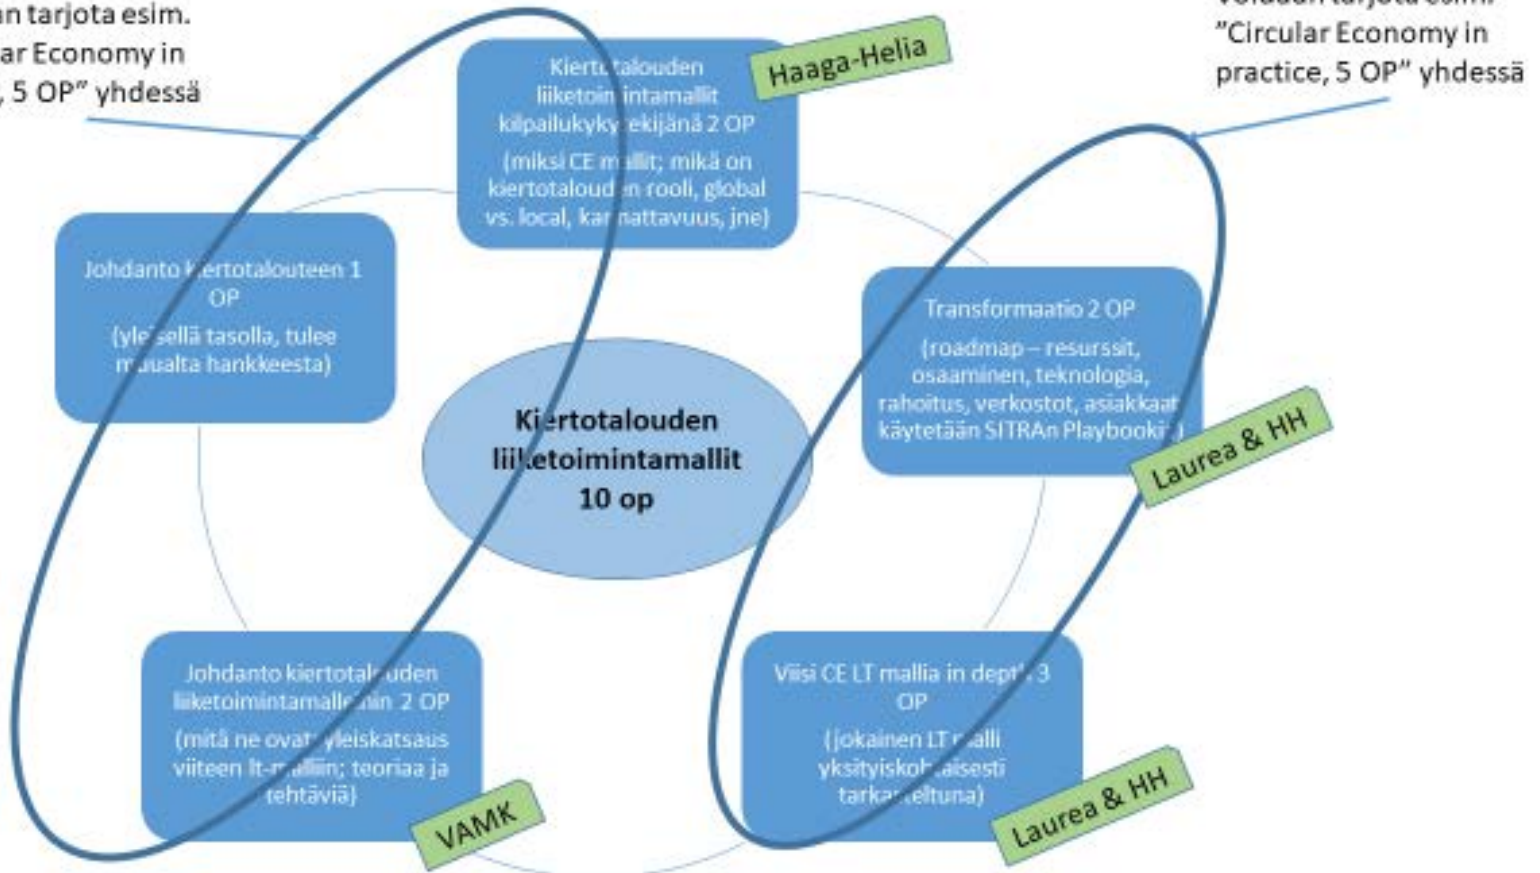 n tarjota esim.
ar Economy in
, 5 OP" yhdessä
Voidaan tarjota esim.
"Circular Economy in
practice, 5 OP" yhdessä
Kiertotalouden
liiketoimintamallit
kilpailukykytekijänä 2 OP
(miksi CE mallit; mikä on
kiertotalouden rooli, global
vs. local, kannattavuus, jne)
Haaga-Helia
Johdanto kiertotalouteen 1
OP
(yleisellä tasolla, tulee
muualta hankkeesta)
Transformaatio 2 OP
(roadmap – resurssit,
osaaminen, teknologia,
rahoitus, verkostot, asiakkaat
käytetään SITRAn
Laurea & HH
Kiertotalouden
liiketoimintamallit
10 op
Johdanto kiertotalouden
liiketoimintamalleihin 2 OP
(mitä ne ovat; yleiskatsaus
viiteen lt-malliin; teoriaa ja
tehtäviä)
VAMK
Viisi CE LT mallia in depth 3
OP
(jokainen LT malli
yksityiskohtaisesti
tarkasteltuna)
Laurea & HH